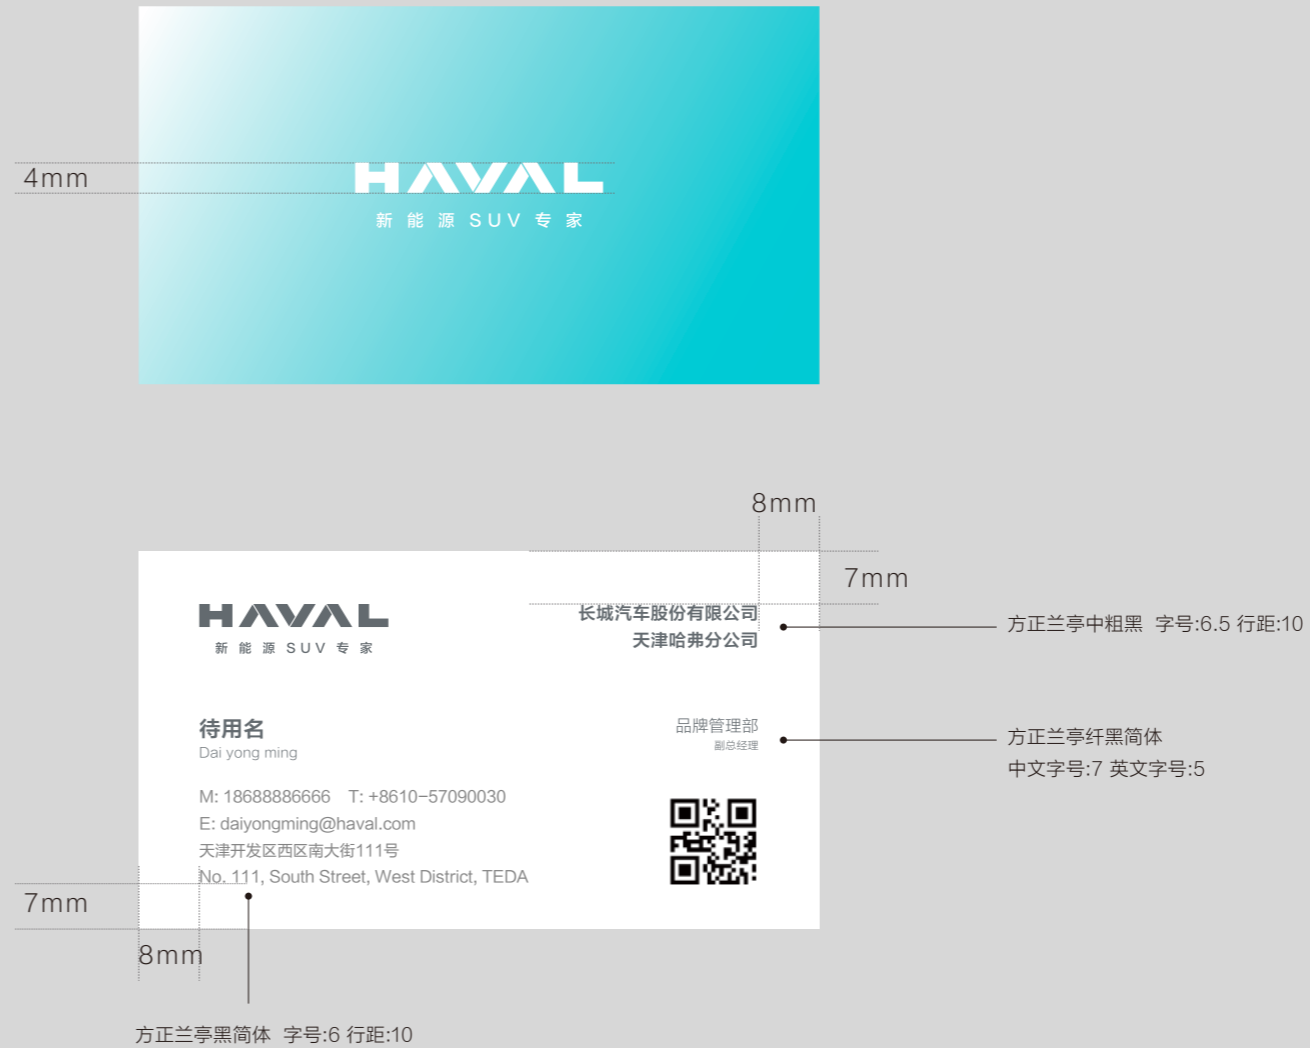 4mm
HAVAL
新能源SUV专家
8mm
7mm
HAVAL
新能源SUV专家
长城汽车股份有限公司
天津哈弗分公司
方正兰亭中粗黑 字号:6.5 行距:10
待用名
Dai yong ming
品牌管理部
副总经理
方正兰亭纤黑简体
中文字号:7 英文字号:5
M: 18688886666 T: +8610-57090030
E: daiyongming@haval.com
天津开发区西区南大街111号
No. 111, South Street, West District, TEDA
7mm
8mm
方正兰亭黑简体 字号:6 行距:10